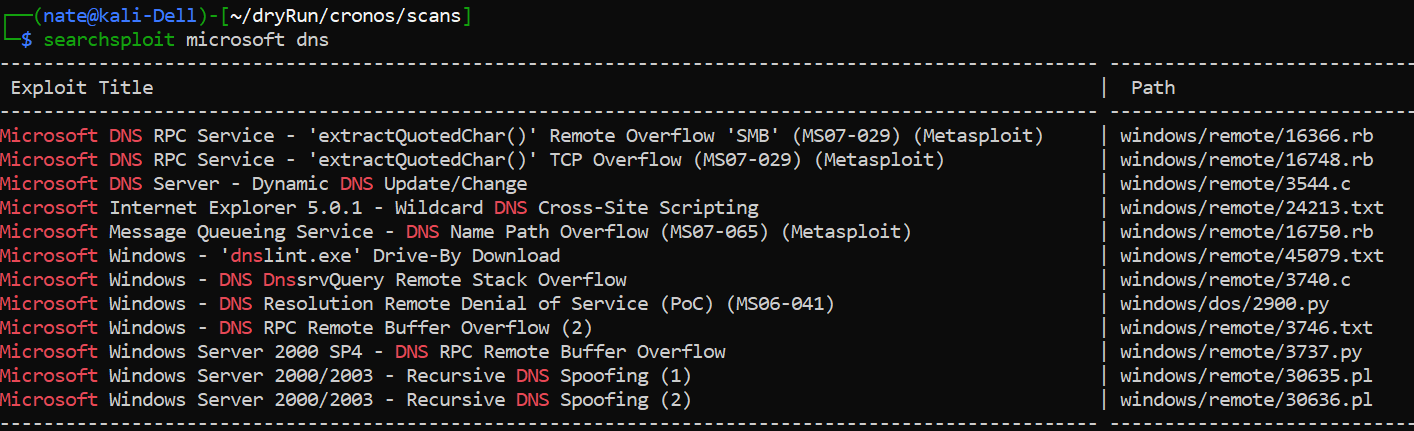 ┌──(nate@kali-Dell)-[~/dryRun/cronos/scans]
└─$ searchsploit microsoft dns
---------------------------------------------------------------------------------------------------- ---------------------------
 Exploit Title | Path
---------------------------------------------------------------------------------------------------- ---------------------------
Microsoft DNS RPC Service - 'extractQuotedChar()' Remote Overflow 'SMB' (MS07-029) (Metasploit) | windows/remote/16366.rb
Microsoft DNS RPC Service - 'extractQuotedChar()' TCP Overflow (MS07-029) (Metasploit) | windows/remote/16748.rb
Microsoft DNS Server - Dynamic DNS Update/Change | windows/remote/3544.c
Microsoft Internet Explorer 5.0.1 - Wildcard DNS Cross-Site Scripting | windows/remote/24213.txt
Microsoft Message Queueing Service - DNS Name Path Overflow (MS07-065) (Metasploit) | windows/remote/16750.rb
Microsoft Windows - 'dnslint.exe' Drive-By Download | windows/remote/45079.txt
Microsoft Windows - DNS DnssrvQuery Remote Stack Overflow | windows/remote/3740.c
Microsoft Windows - DNS Resolution Remote Denial of Service (PoC) (MS06-041) | windows/dos/2900.py
Microsoft Windows - DNS RPC Remote Buffer Overflow (2) | windows/remote/3746.txt
Microsoft Windows Server 2000 SP4 - DNS RPC Remote Buffer Overflow | windows/remote/3737.py
Microsoft Windows Server 2000/2003 - Recursive DNS Spoofing (1) | windows/remote/30635.pl
Microsoft Windows Server 2000/2003 - Recursive DNS Spoofing (2) | windows/remote/30636.pl
---------------------------------------------------------------------------------------------------- ---------------------------